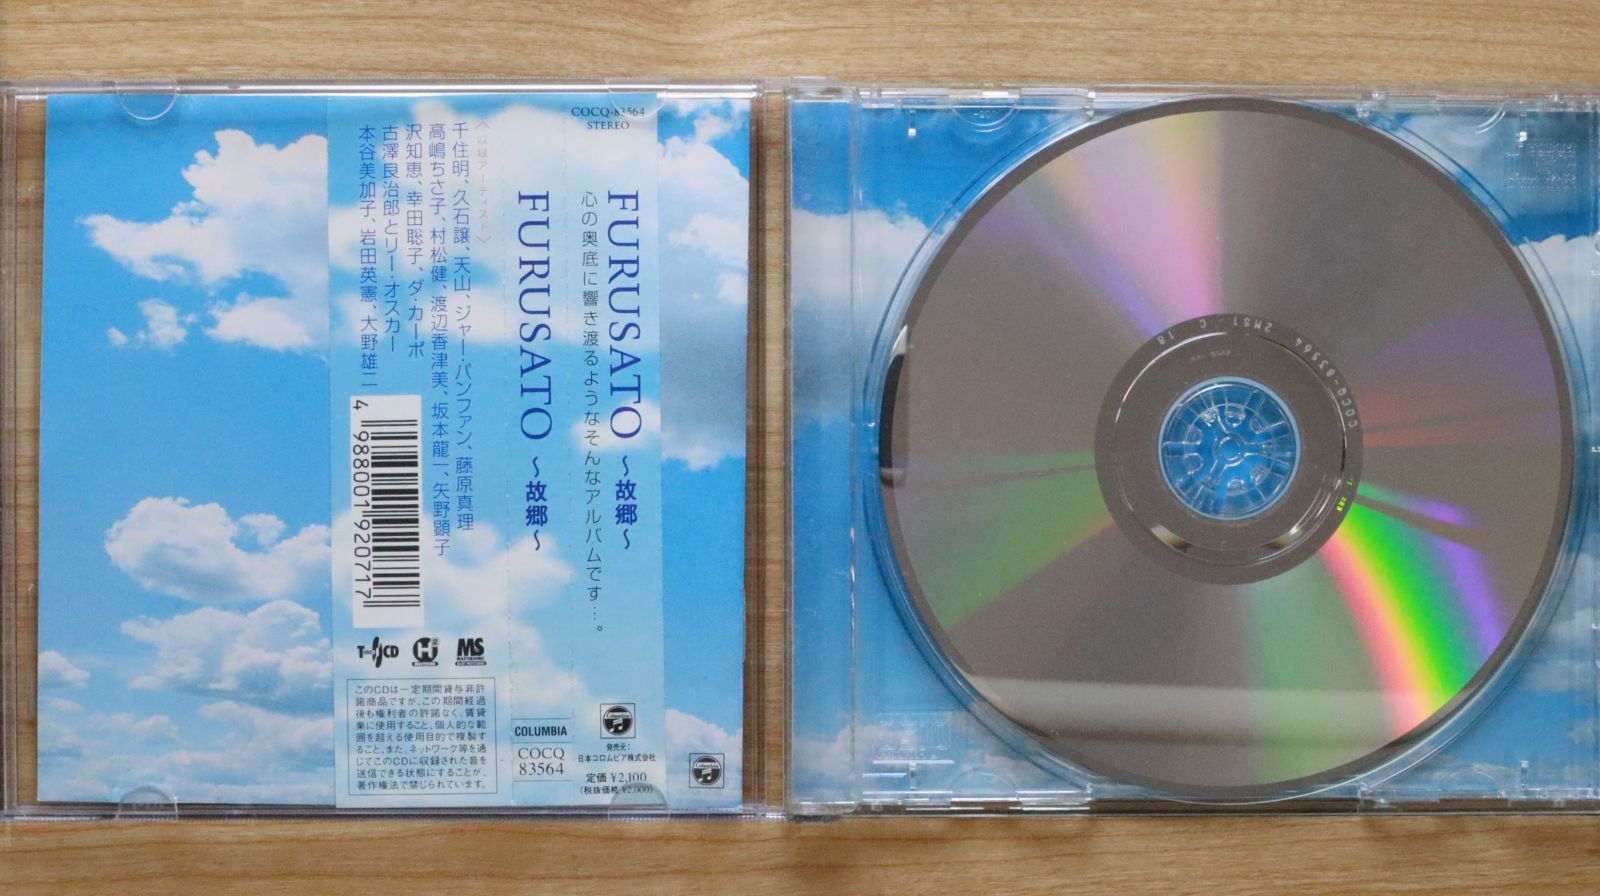 COCQ-83564
STEREO
FURUSATO ～故郷～
心の奥底に響き渡るようなそんなアルバムです…。
FURUSATO ～故郷～
〈収録アーティスト〉
千住明、久石譲、天山、ジャー・パンファン、藤原真理
高嶋ちさ子、村松健、渡辺香津美、坂本龍一、矢野顕子
沢知恵、幸田聡子、ダ・カーポ
古澤良治郎とリー・オスカー
本谷美加子、岩田英憲、大野雄二
4 988001 920717
CD
H2
MS
このCDは一定期間貸与非許
諾商品ですが、この期間経過
後も権利者の許諾なく、賃貸
業に使用すること、個人的な範
囲を超える使用目的で複製す
ること、また、ネットワーク等を通
じてこのCDに収録された音を
送信できる状態にすることが、
著作権法で禁じられています。
COLUMBIA
COCQ
83564
Columbia
発売元:
日本コロムビア株式会社
定価 ¥2,100
(税抜価格 ¥2,000)
Columbia
COCQ-83564 2MS1 C 18